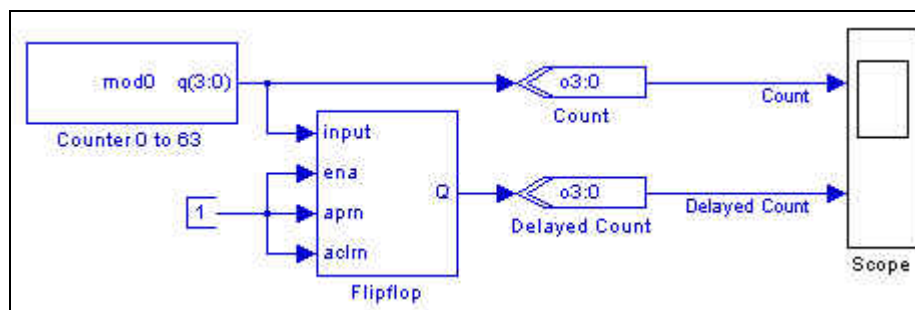 mod0 q(3:0)
Counter 0 to 63
1
input
ena
aprn
aclrn
Q
Flipflop
o3:0
Count
o3:0
Delayed Count
Count
Delayed Count
Scope